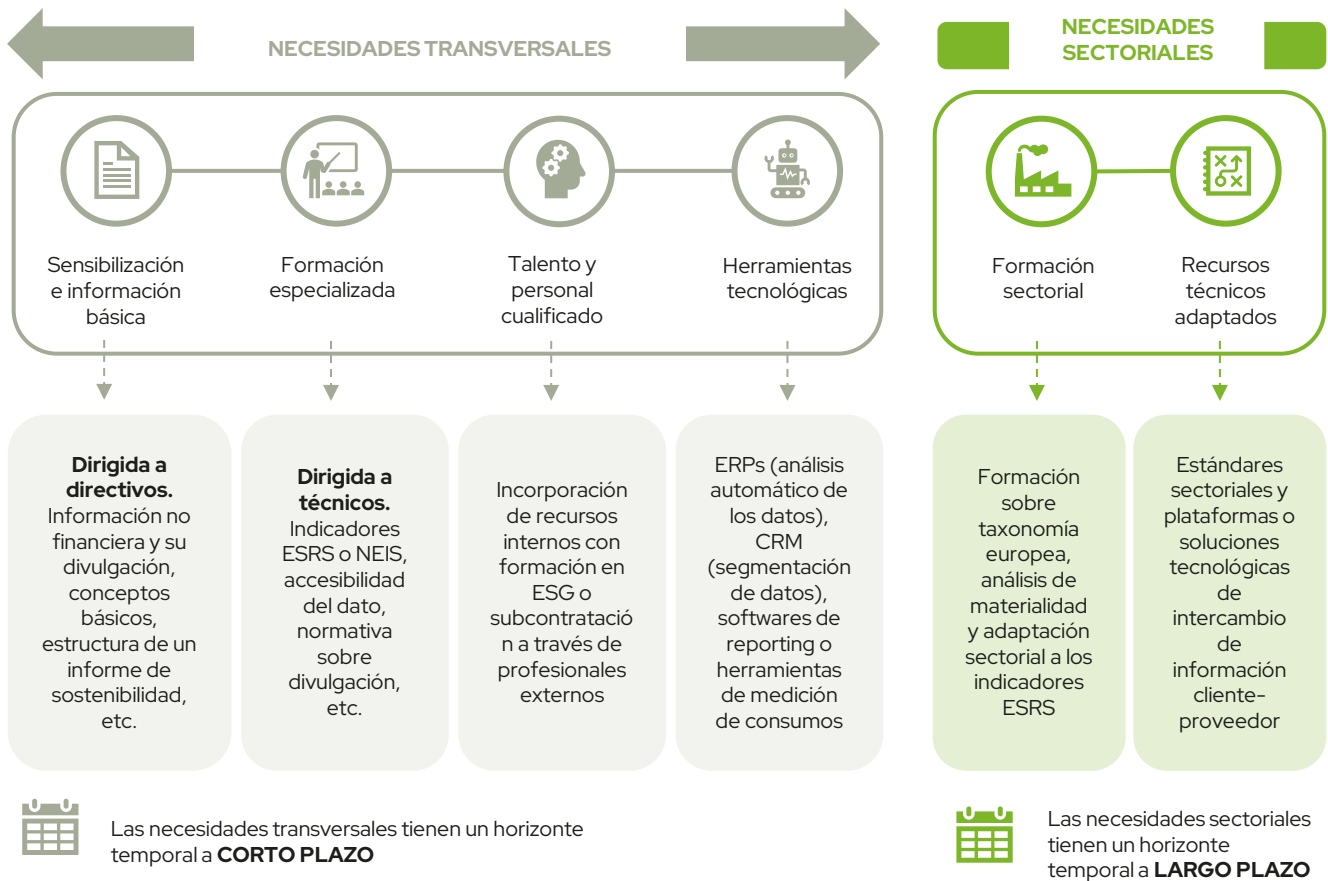 NECESIDADES TRANSVERSALES
Sensibilización
e información
básica
Formación
especializada
Talento y
personal
cualificado
Herramientas
tecnológicas
Dirigida a
directivos.
Información no
financiera y su
divulgación,
conceptos
básicos,
estructura de un
informe de
sostenibilidad,
etc.
Dirigida a
técnicos.
Indicadores
ESRS o NEIS,
accesibilidad
del dato,
normativa
sobre
divulgación,
etc.
Incorporación
de recursos
internos con
formación en
ESG o
subcontratació
n a través de
profesionales
externos
ERPs (análisis
automático de
los datos),
CRM
(segmentación
de datos),
softwares de
reporting o
herramientas
de medición
de consumos
Las necesidades transversales tienen un horizonte
temporal a CORTO PLAZO
NECESIDADES
SECTORIALES
Formación
sectorial
Recursos
técnicos
adaptados
Formación
sobre
taxonomía
europea,
análisis de
materialidad
y adaptación
sectorial a los
indicadores
ESRS
Estándares
sectoriales y
plataformas o
soluciones
tecnológicas
de
intercambio
de
información
cliente-
proveedor
Las necesidades sectoriales
tienen un horizonte
temporal a LARGO PLAZO